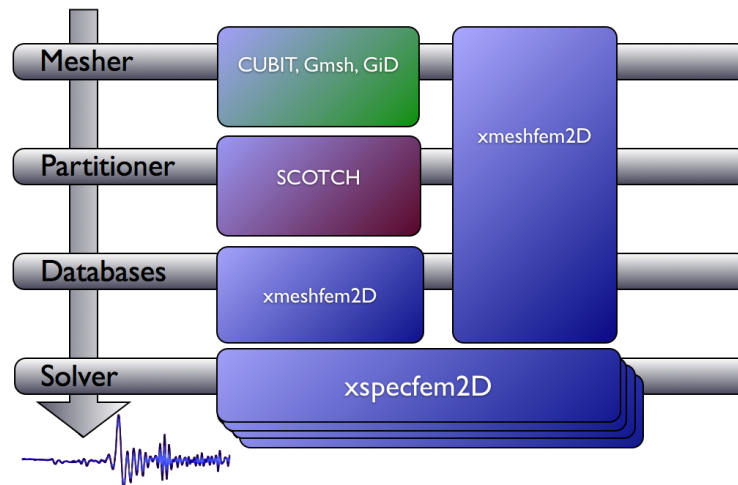 Mesher
CUBIT, Gmsh, GiD
xmeshfem2D
Partitioner
SCOTCH
Databases
xmeshfem2D
Solver
xspecfem2D